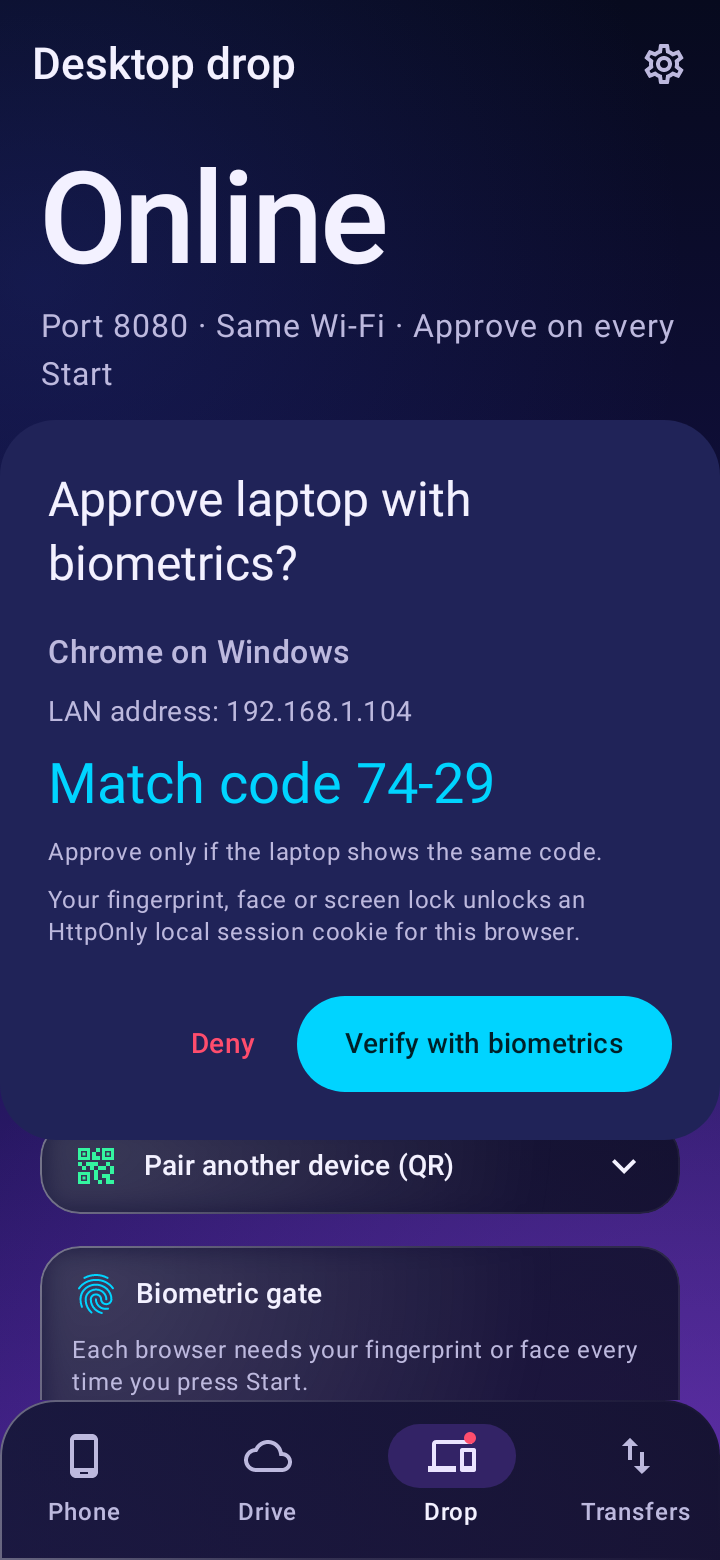 Desktop drop
Online
Port 8080 · Same Wi-Fi · Approve on every
Start
Approve laptop with
biometrics?
Chrome on Windows
LAN address: 192.168.1.104
Match code 74-29
Approve only if the laptop shows the same code.
Your fingerprint, face or screen lock unlocks an
HttpOnly local session cookie for this browser.
Deny
Verify with biometrics
Pair another device (QR)
Biometric gate
Each browser needs your fingerprint or face every
time you press Start.
Phone
Drive
Drop
Transfers